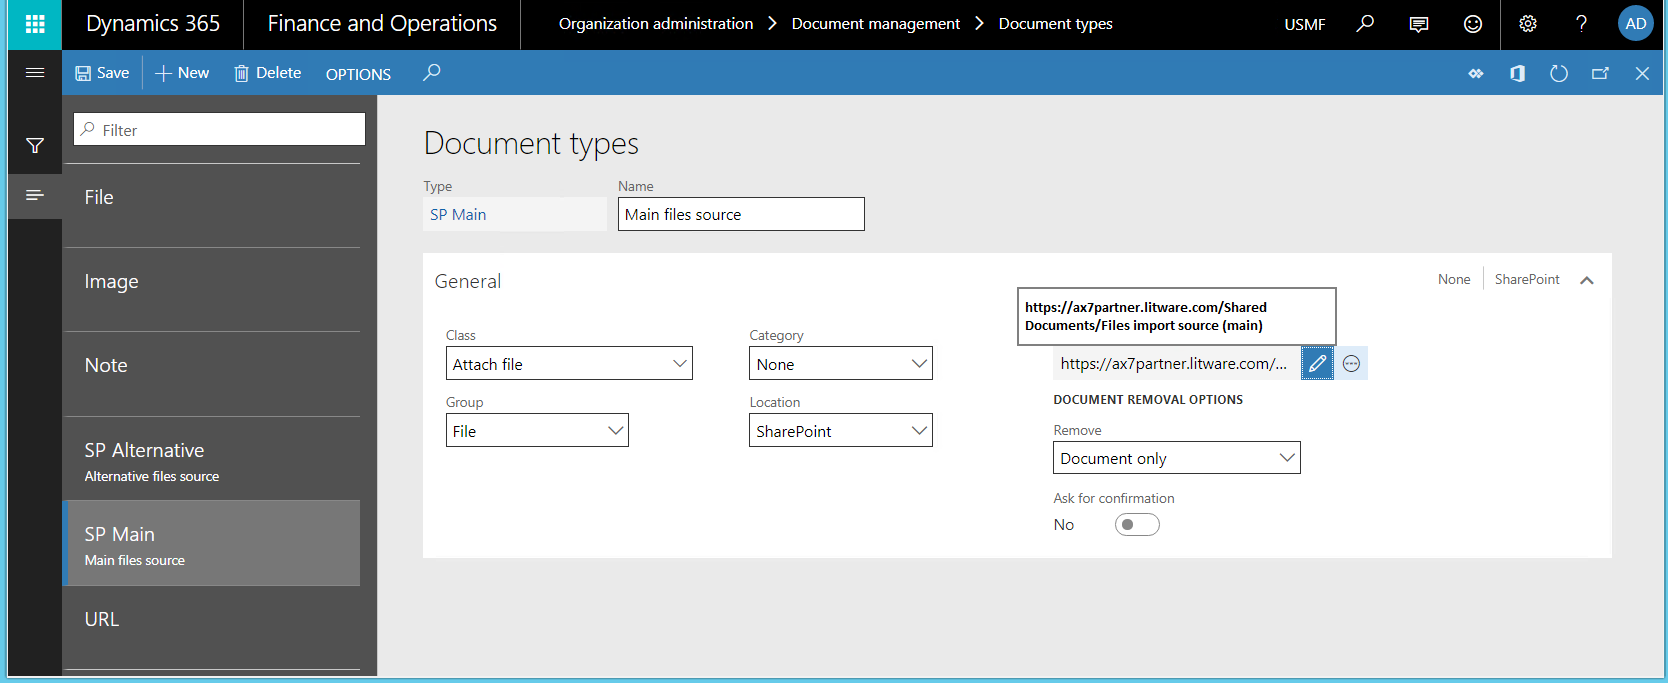 Dynamics 365
Finance and Operations
Organization administration > Document management > Document types
USMF
?
AD
Save
New
Delete
OPTIONS
Filter
File
Image
Note
SP Alternative
Alternative files source
SP Main
Main files source
URL
Document types
Type
Name
SP Main
Main files source
General
None
SharePoint
https://ax7partner.litware.com/Shared
Documents/Files import source (main)
Class
Category
Attach file
None
https://ax7partner.litware.com/...
Group
Location
DOCUMENT REMOVAL OPTIONS
File
SharePoint
Remove
Document only
Ask for confirmation
No